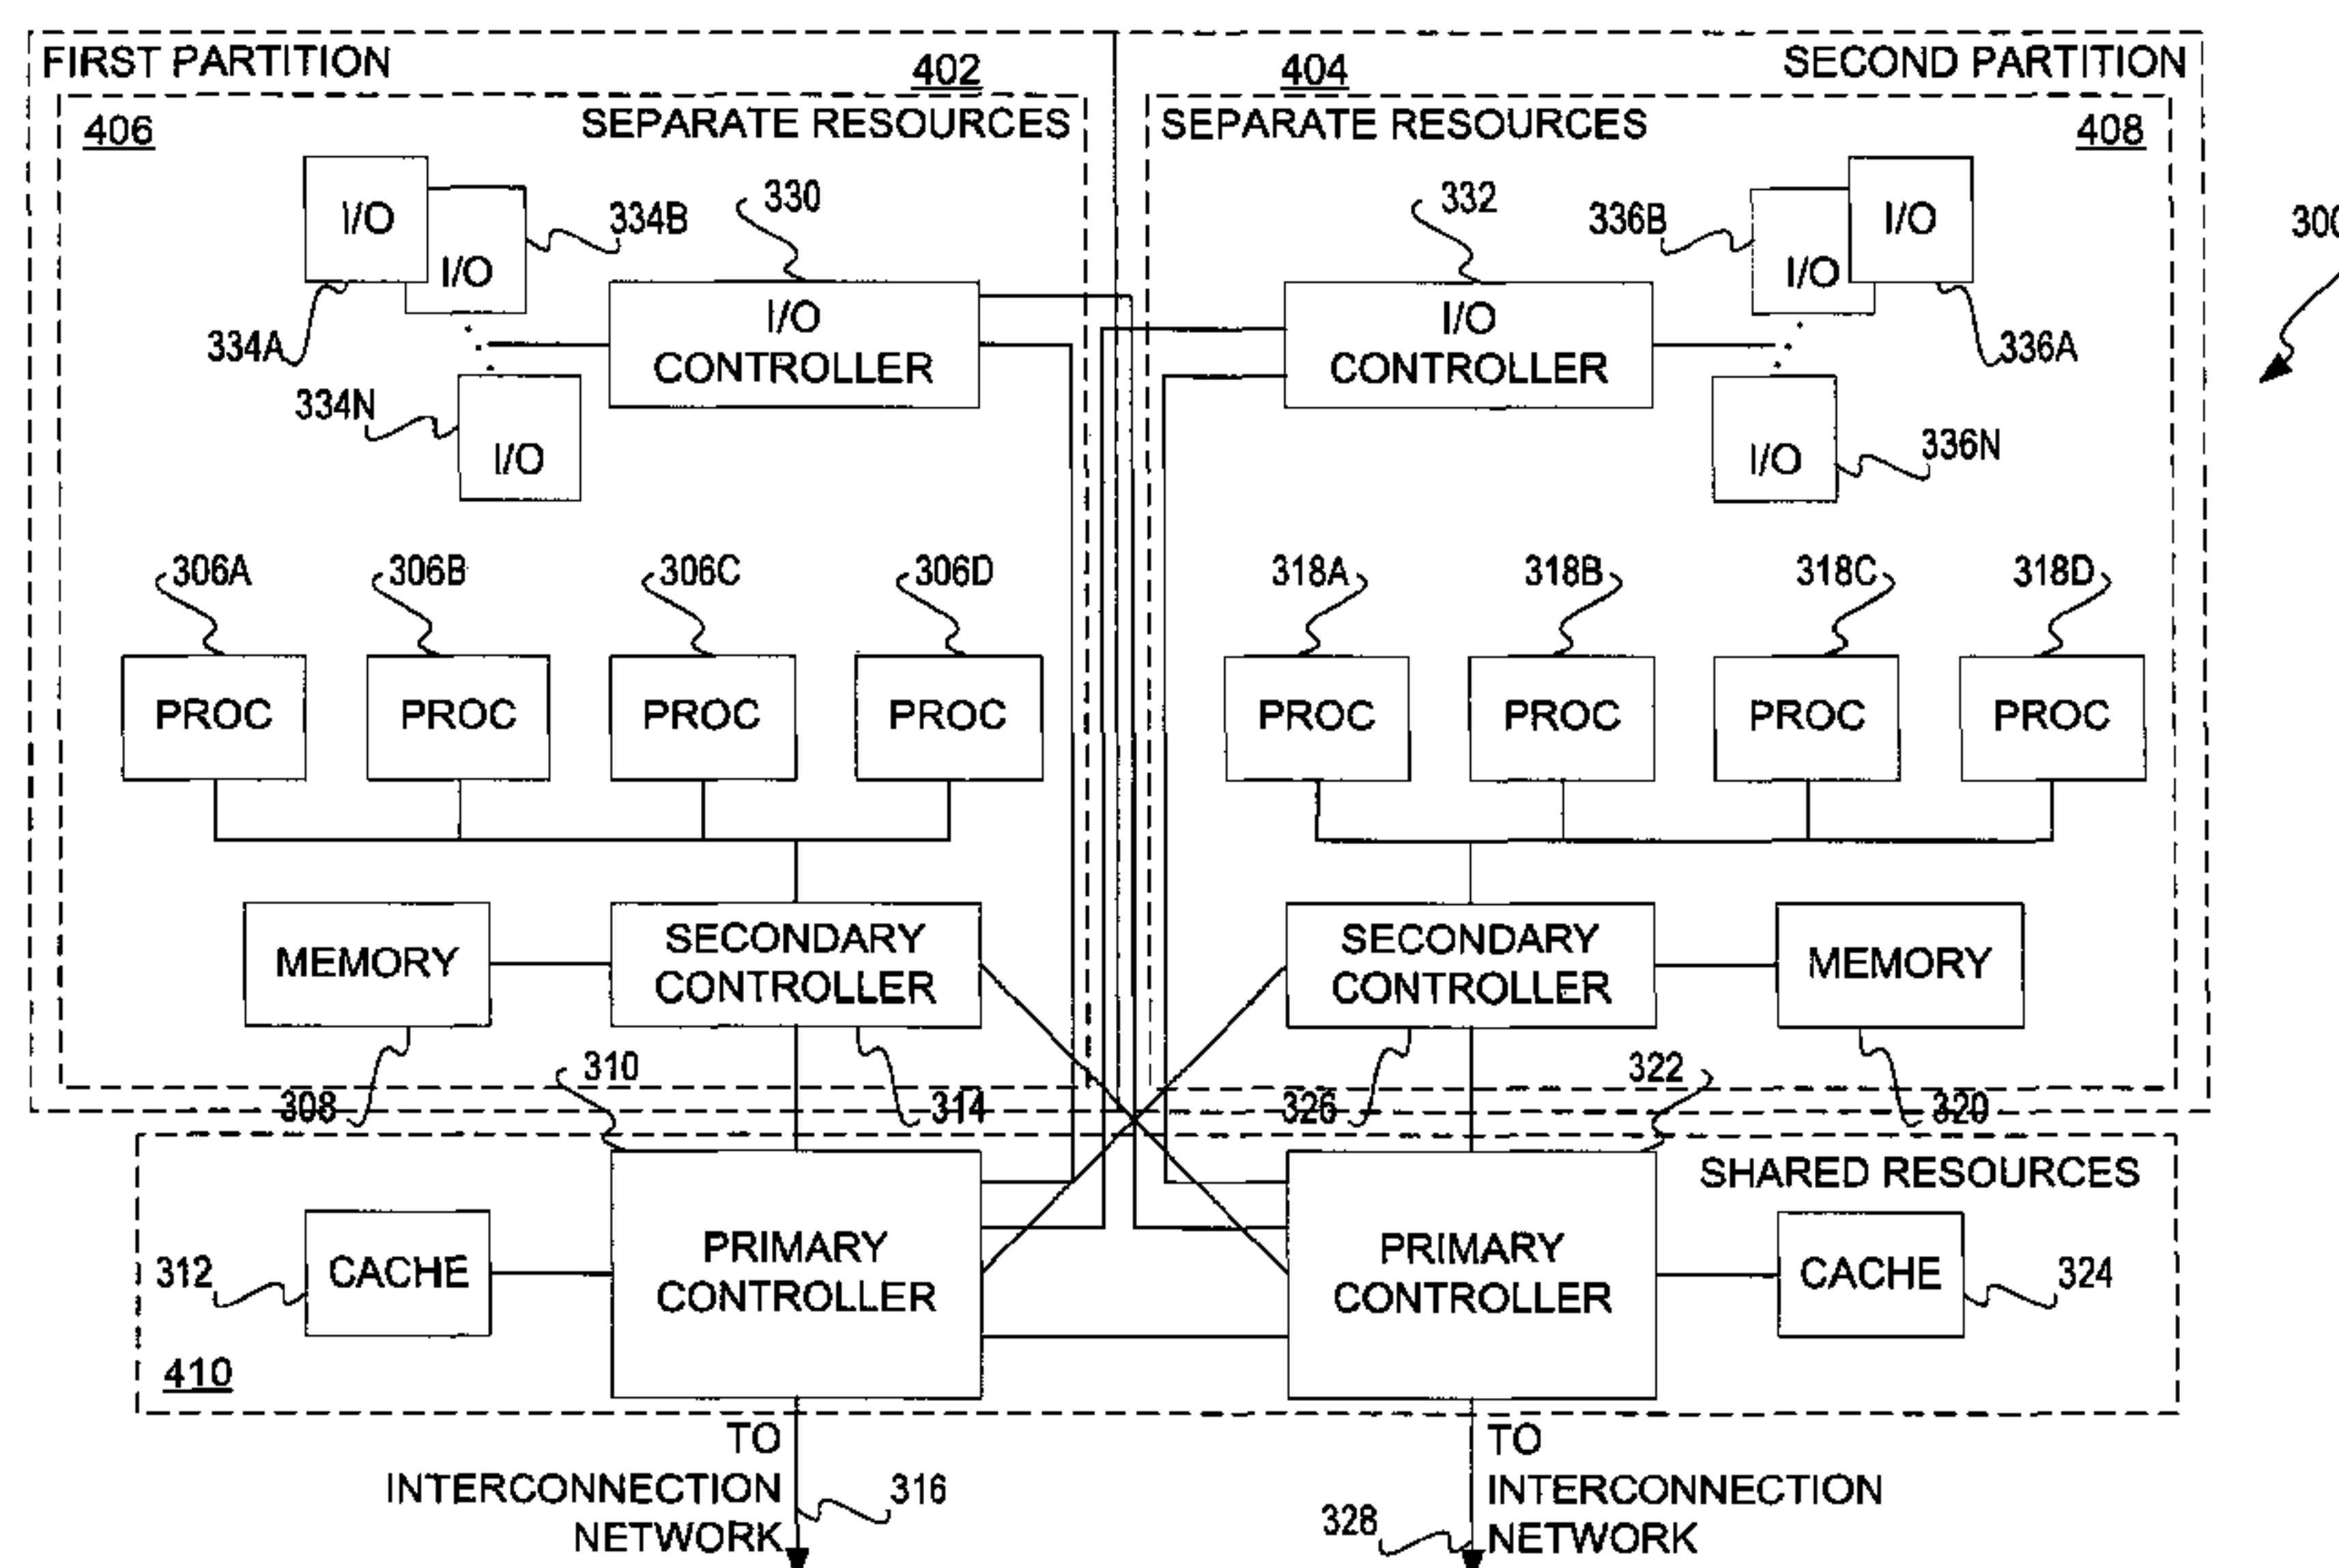 FIRST PARTITION
402
404
SECOND PARTITION
406
SEPARATE RESOURCES
SEPARATE RESOURCES
408
I/O
I/O
334B
330
332
336B
I/O
I/O
300
334A
I/O
CONTROLLER
I/O
CONTROLLER
336A
334N
I/O
I/O
336N
306A
306B
306C
306D
318A
318B
318C
318D
PROC
PROC
PROC
PROC
PROC
PROC
PROC
PROC
MEMORY
SECONDARY
CONTROLLER
SECONDARY
CONTROLLER
MEMORY
308
310
314
326
322
320
SHARED RESOURCES
312
CACHE
PRIMARY
CONTROLLER
PRIMARY
CONTROLLER
CACHE
324
410
TO
INTERCONNECTION
NETWORK
316
328
TO
INTERCONNECTION
NETWORK